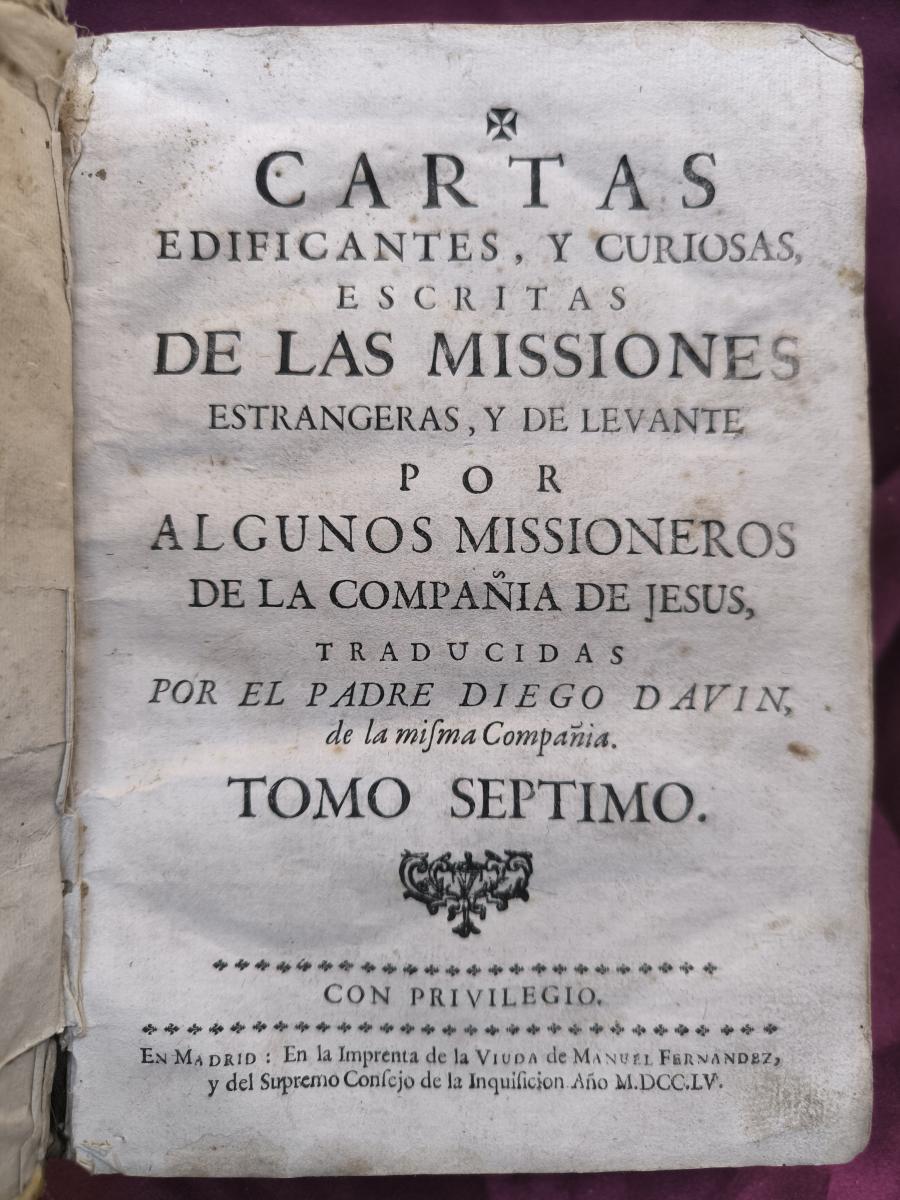 ✠
CARTAS
EDIFICANTES, Y CURIOSAS,
ESCRITAS
DE LAS MISSIONES
ESTRANGERAS, Y DE LEVANTE
POR
ALGUNOS MISSIONEROS
DE LA COMPAÑIA DE JESUS,
TRADUCIDAS
POR EL PADRE DIEGO DAVIN,
de la miſma Compañia.
TOMO SEPTIMO.
CON PRIVILEGIO.
EN MADRID: En la Imprenta de la VIUDA de MANUEL FERNANDEZ,
y del Supremo Conſejo de la Inquiſicion. Año M.DCC.LV.